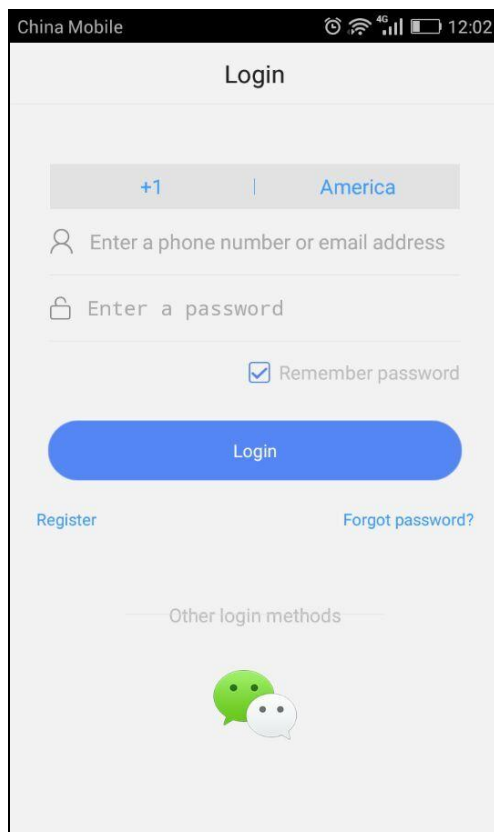 China Mobile 4G 12:02
Login
+1 | America
Enter a phone number or email address
Enter a password
Remember password
Login
Register Forgot password?
Other login methods